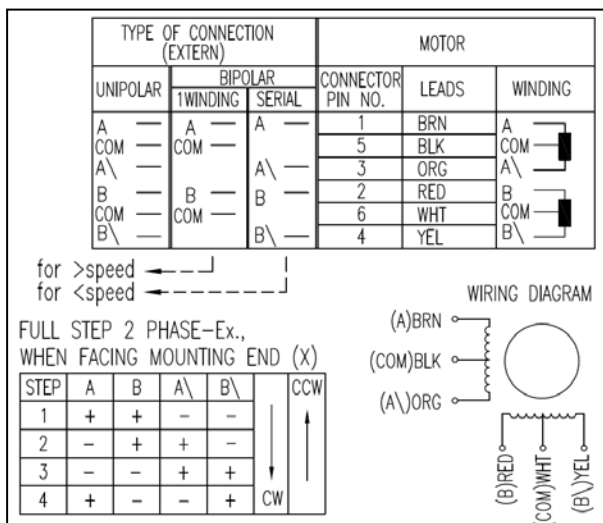 TYPE OF CONNECTION (EXTERN) MOTOR
UNIPOLAR BIPOLAR CONNECTOR PIN NO. LEADS WINDING
1WINDING SERIAL
A — A — A — 1 BRN A
COM — COM — 5 BLK COM
A\ — A\ — 3 ORG A\
B — B — B 2 RED B
COM — COM — 6 WHT COM
B\ — B\ — 4 YEL B\
for >speed
for <speed
WIRING DIAGRAM
FULL STEP 2 PHASE-Ex.,
WHEN FACING MOUNTING END (X)
STEP A B A\ B\ CCW
1 + + - -
2 - + + -
3 - - + +
4 + - - + CW
(A)BRN
(COM)BLK
(A\)ORG
(B)RED
(COM)WHT
(B\)YEL